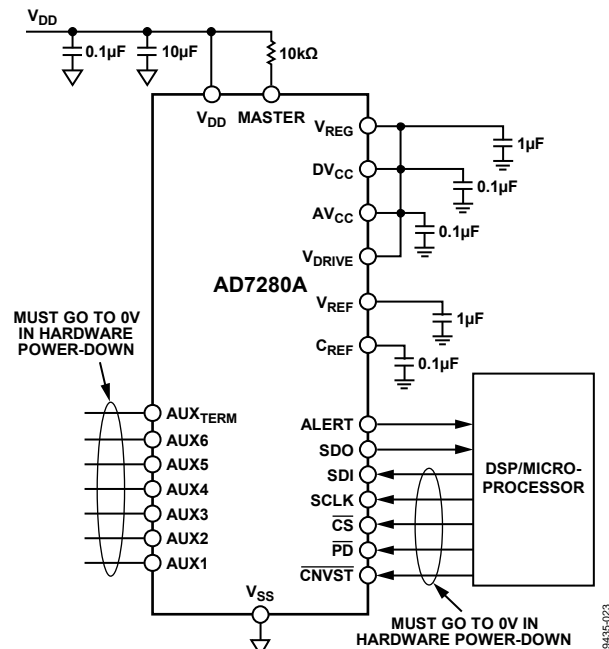 VDD
0.1µF
10µF
10kΩ
VDD
MASTER
VREG
1µF
DVCC
0.1µF
AVCC
0.1µF
VDRIVE
AD7280A
VREF
1µF
CREF
0.1µF
MUST GO TO 0V
IN HARDWARE
POWER-DOWN
AUXTERM
AUX6
AUX5
AUX4
AUX3
AUX2
AUX1
ALERT
SDO
SDI
SCLK
CS
PD
CNVST
DSP/MICRO-
PROCESSOR
VSS
MUST GO TO 0V IN
HARDWARE POWER-DOWN
9435-023